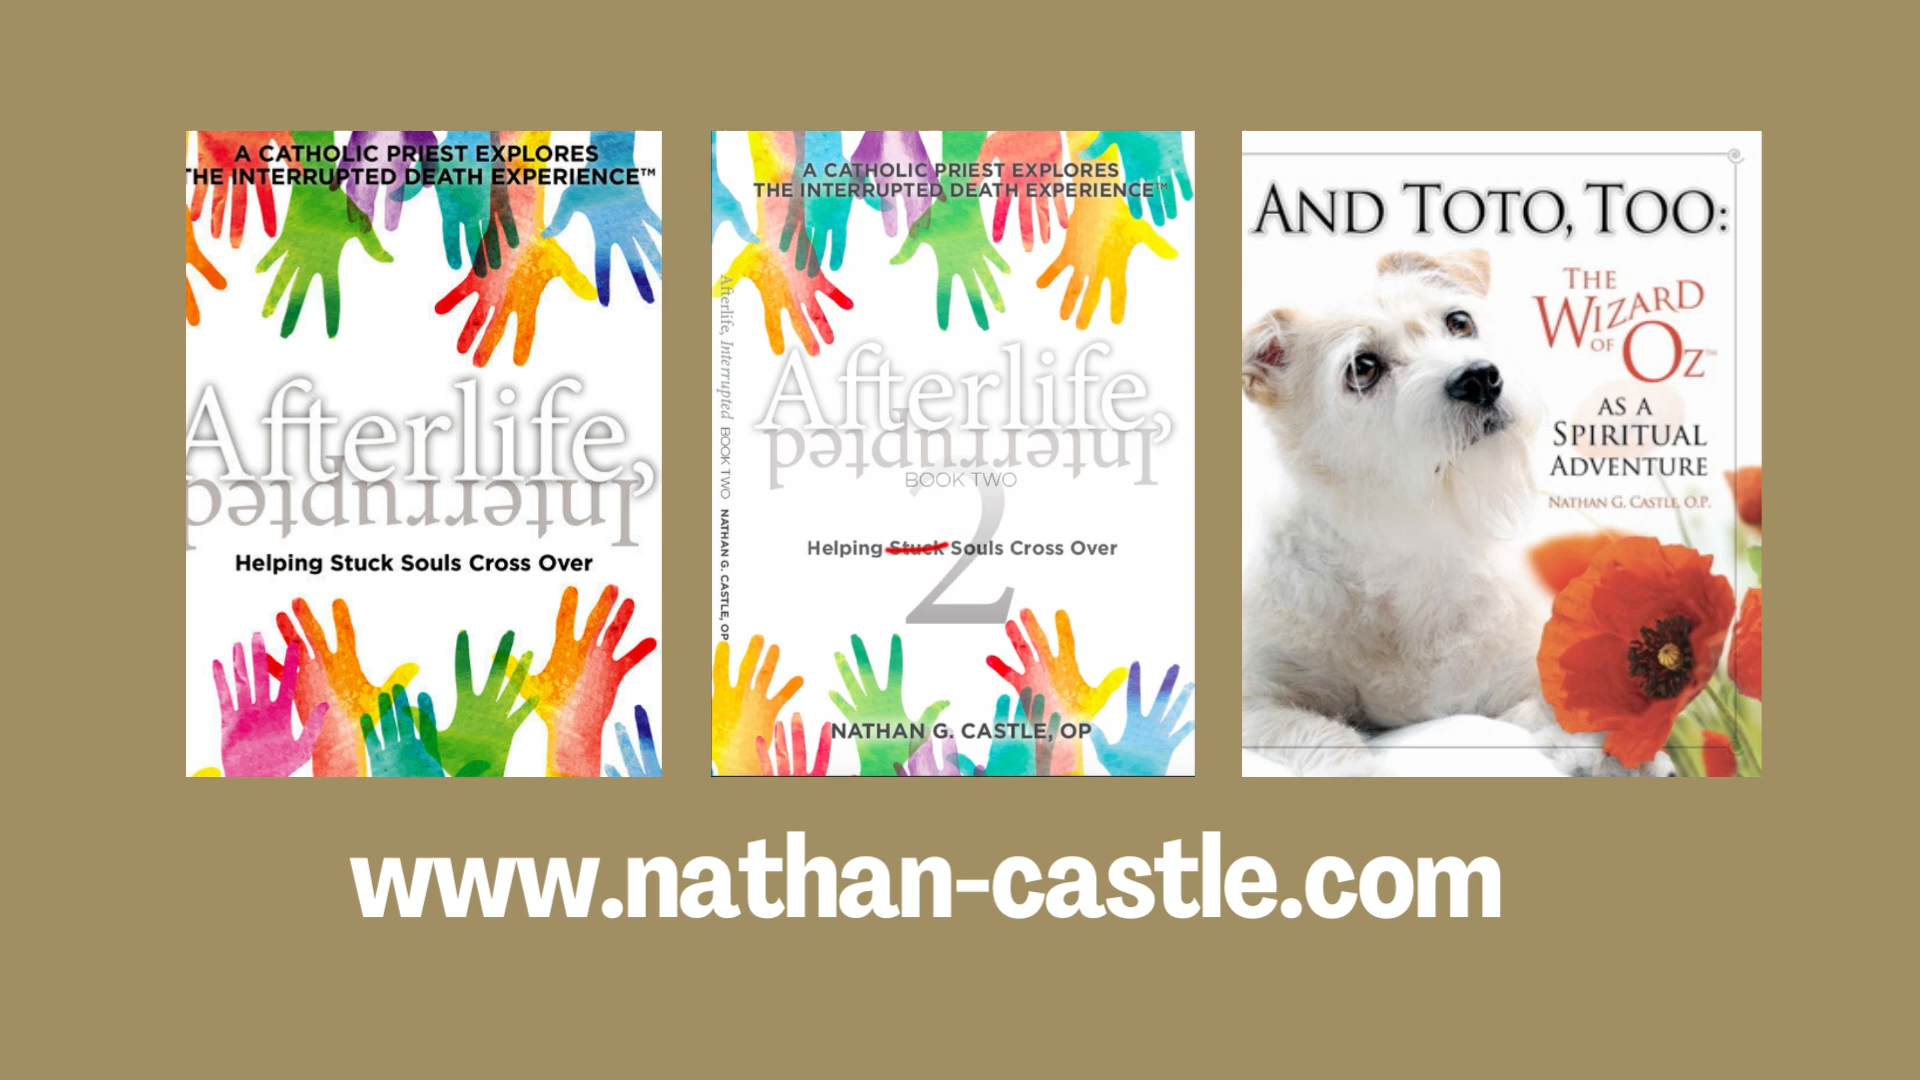 A CATHOLIC PRIEST EXPLORES
THE INTERRUPTED DEATH EXPERIENCE™
Afterlife,
Interrupted
Helping Stuck Souls Cross Over
Afterlife, Interrupted BOOK TWO NATHAN G. CASTLE, OP
A CATHOLIC PRIEST EXPLORES
THE INTERRUPTED DEATH EXPERIENCE™
Afterlife,
Interrupted
BOOK TWO
2
Helping Stuck Souls Cross Over
NATHAN G. CASTLE, OP
AND TOTO, TOO:
THE
WIZARD
OF OZ™
AS A
SPIRITUAL
ADVENTURE
NATHAN G. CASTLE, O.P.
www.nathan-castle.com